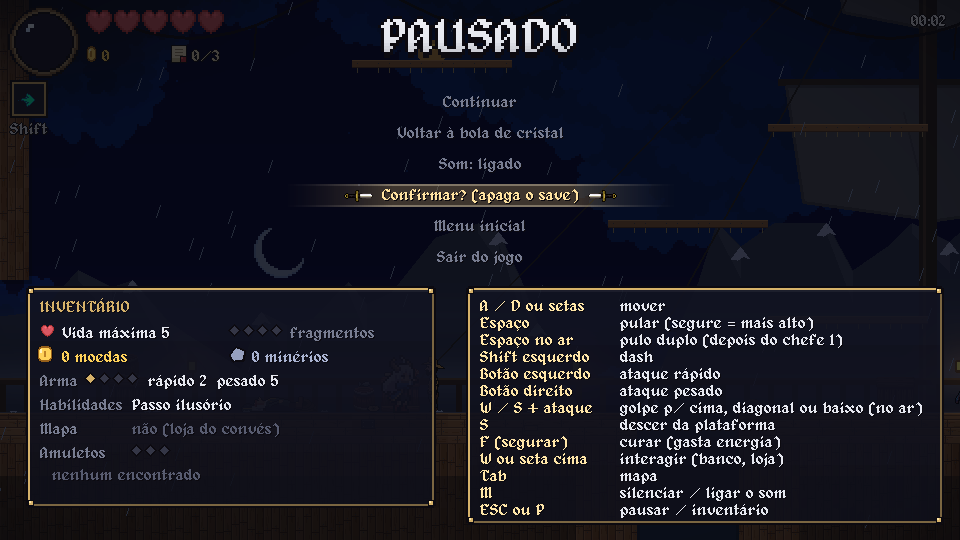 PAUSADO
00:02
0
0/3
Shift
Continuar
Voltar à bola de cristal
Som: ligado
Confirmar? (apaga o save)
Menu inicial
Sair do jogo
INVENTÁRIO
Vida máxima 5 fragmentos
0 moedas 0 minérios
Arma rápido 2 pesado 5
Habilidades Passo ilusório
Mapa não (loja do convés)
Amuletos
nenhum encontrado
A / D ou setas mover
Espaço pular (segure = mais alto)
Espaço no ar pulo duplo (depois do chefe 1)
Shift esquerdo dash
Botão esquerdo ataque rápido
Botão direito ataque pesado
W / S + ataque golpe p/ cima, diagonal ou baixo (no ar)
S descer da plataforma
F (segurar) curar (gasta energia)
W ou seta cima interagir (banco, loja)
Tab mapa
M silenciar / ligar o som
ESC ou P pausar / inventário